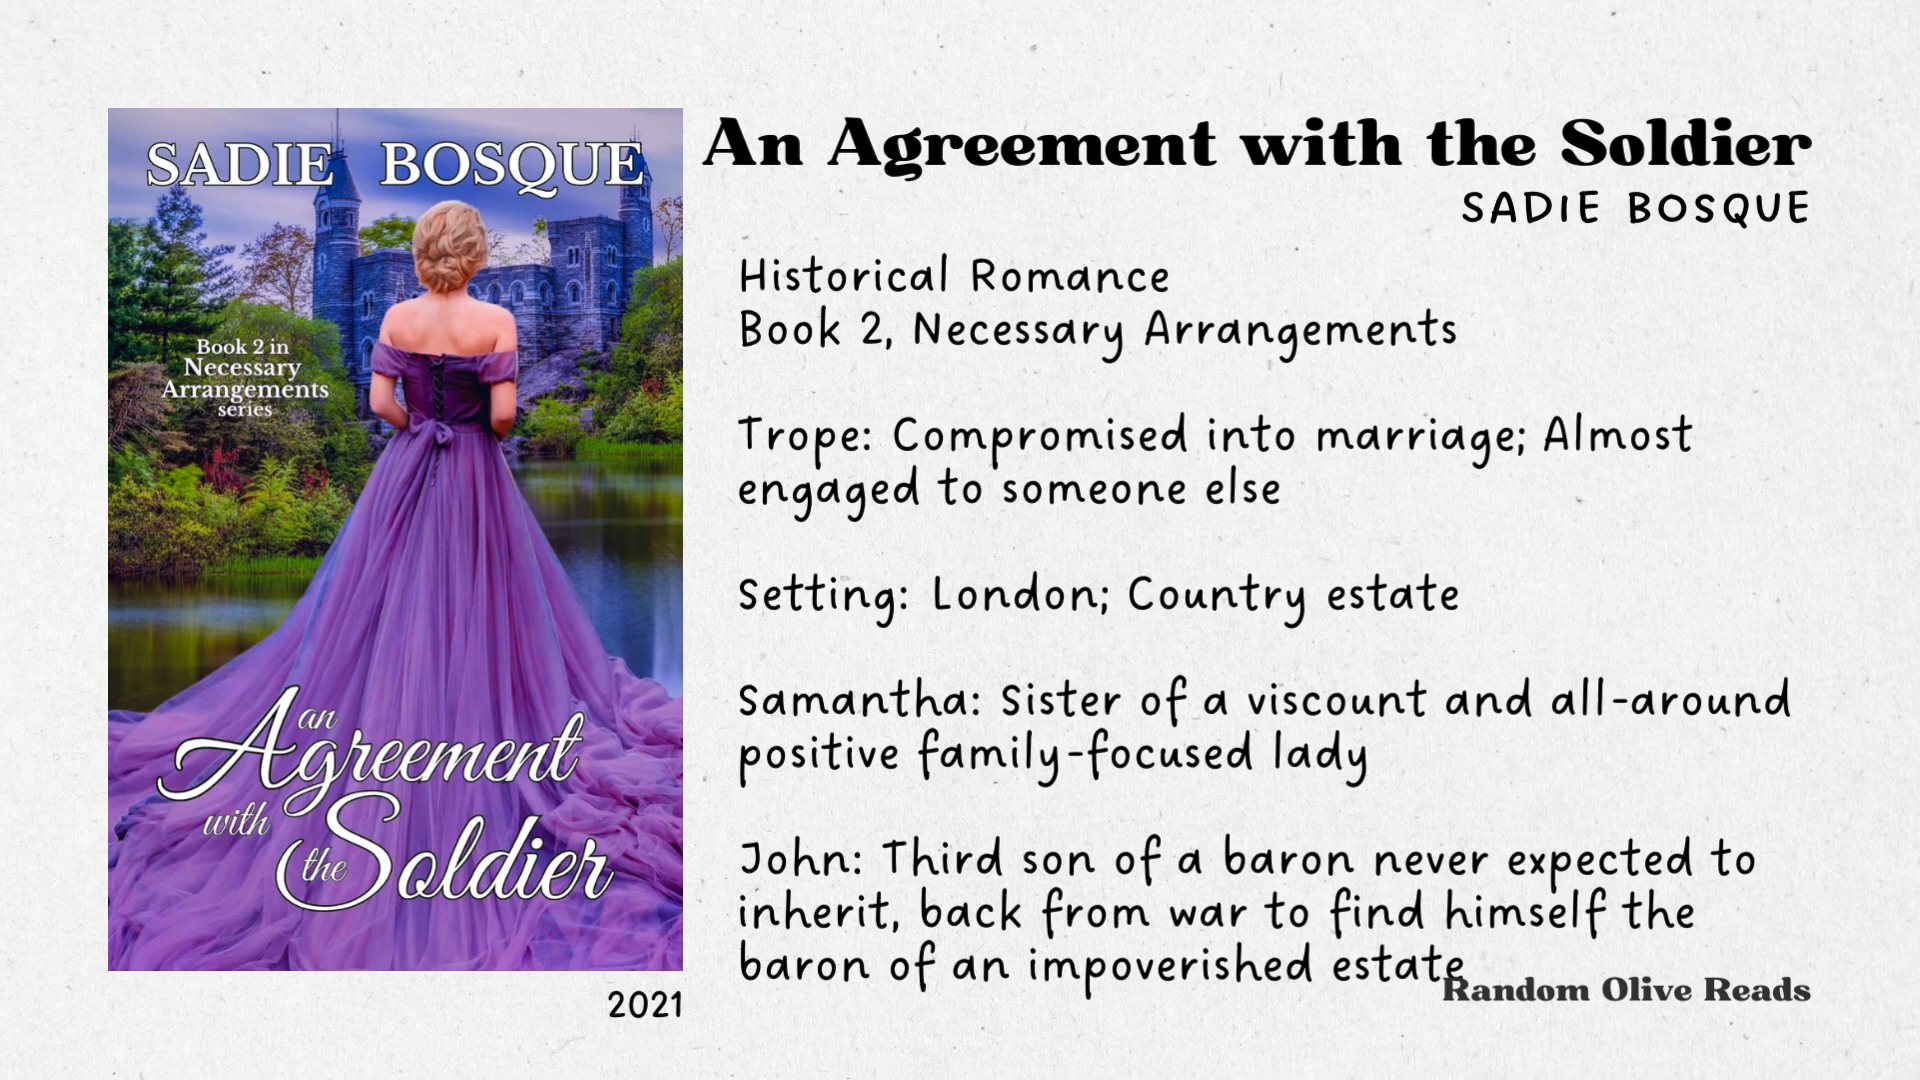 SADIE BOSQUE
Book 2 in
Necessary
Arrangements
series
an
Agreement
with
the Soldier
2021
An Agreement with the Soldier
SADIE BOSQUE
Historical Romance
Book 2, Necessary Arrangements
Trope: Compromised into marriage; Almost
engaged to someone else
Setting: London; Country estate
Samantha: Sister of a viscount and all-around
positive family-focused lady
John: Third son of a baron never expected to
inherit, back from war to find himself the
baron of an impoverished estate
Random Olive Reads